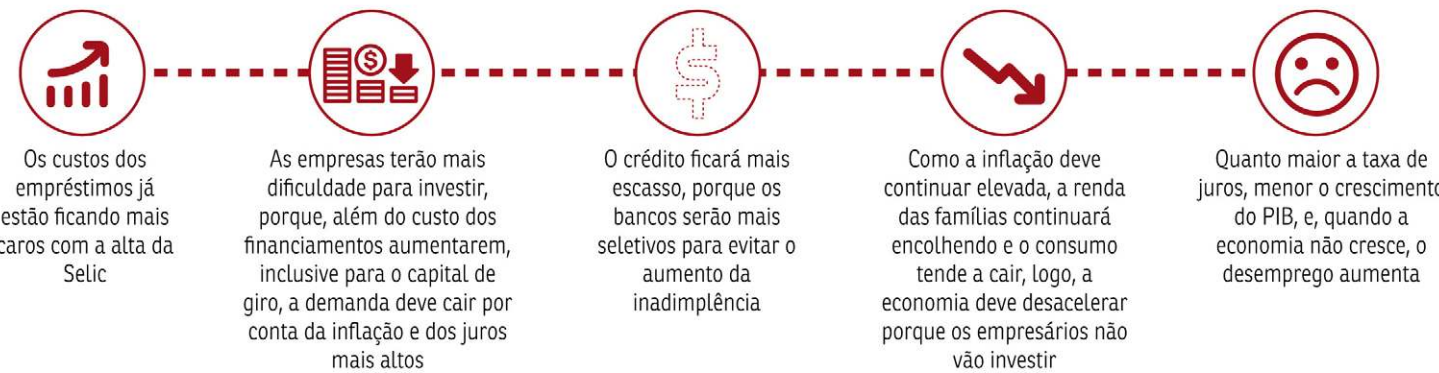 Os custos dos
empréstimos já
estão ficando mais
caros com a alta da
Selic
As empresas terão mais
dificuldade para investir,
porque, além do custo dos
financiamentos aumentarem,
inclusive para o capital de
giro, a demanda deve cair por
conta da inflação e dos juros
mais altos
O crédito ficará mais
escasso, porque os
bancos serão mais
seletivos para evitar o
aumento da
inadimplência
Como a inflação deve
continuar elevada, a renda
das famílias continuará
encolhendo e o consumo
tende a cair, logo, a
economia deve desacelerar
porque os empresários não
vão investir
Quanto maior a taxa de
juros, menor o crescimento
do PIB, e, quando a
economia não cresce, o
desemprego aumenta